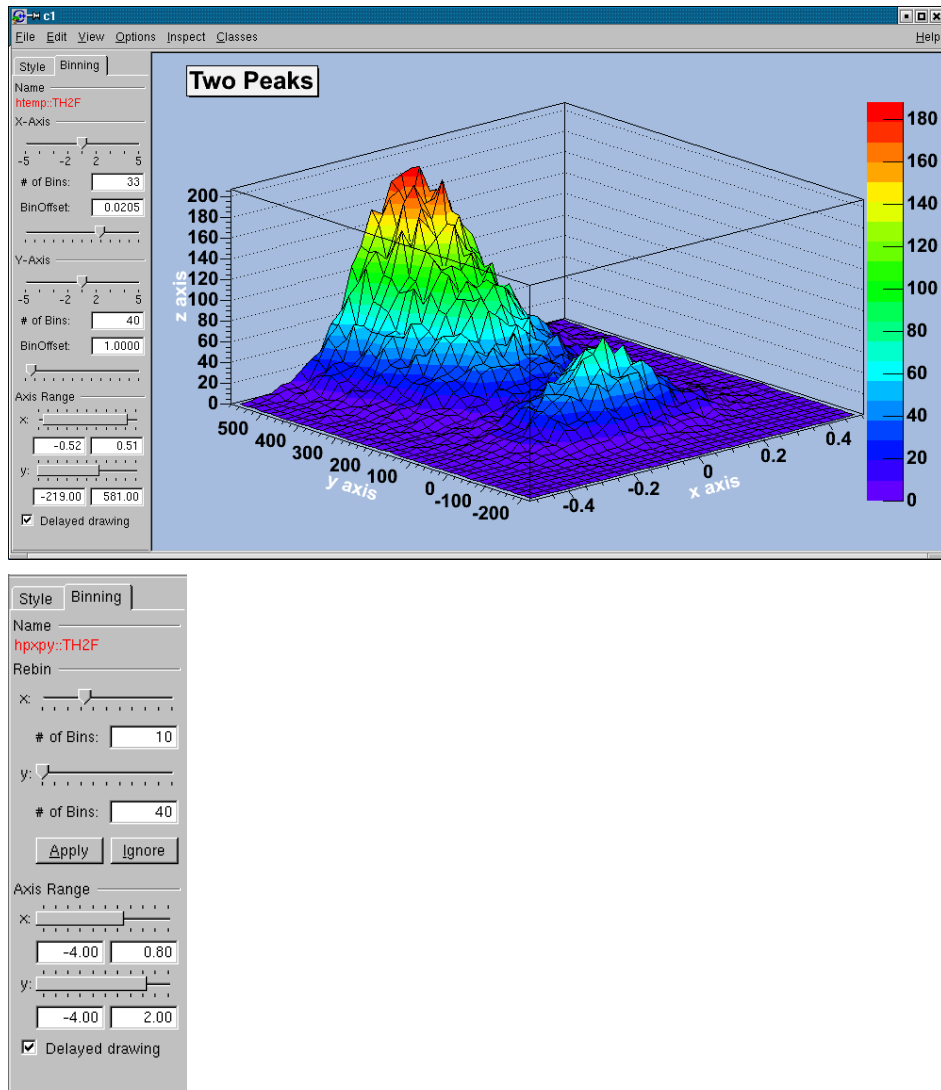 c1
File Edit View Options Inspect Classes Help
Style Binning
Name
htemp::TH2F
X-Axis
-5 -2 2 5
# of Bins: 33
BinOffset: 0.0205
Y-Axis
-5 -2 2 5
# of Bins: 40
BinOffset: 1.0000
Axis Range
x:
-0.52 0.51
y:
-219.00 581.00
Delayed drawing
Two Peaks
z axis
200
180
160
140
120
100
80
60
40
20
0
500 400 300 200 100 0 -100 -200
y axis
-0.4 -0.2 0 0.2 0.4
x axis
180
160
140
120
100
80
60
40
20
0
Style Binning
Name
hpxpy::TH2F
Rebin
x:
# of Bins: 10
y:
# of Bins: 40
Apply Ignore
Axis Range
x:
-4.00 0.80
y:
-4.00 2.00
Delayed drawing